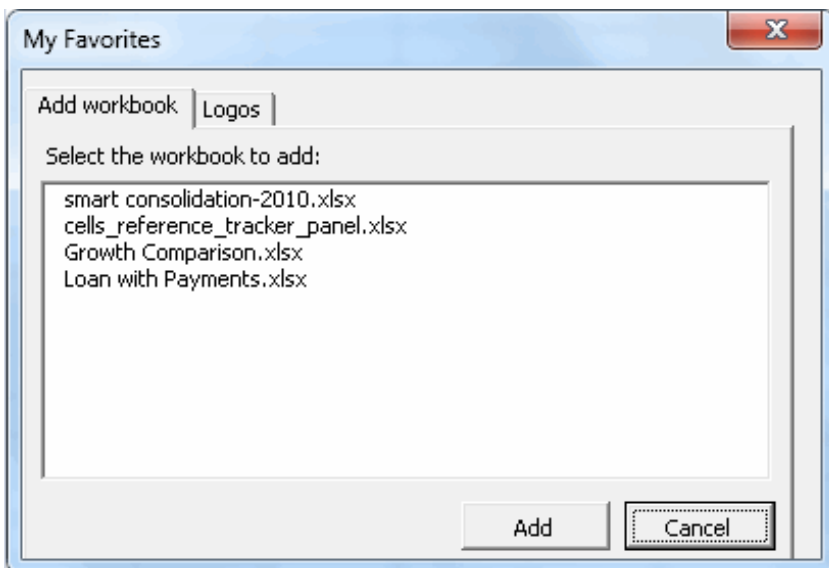 My Favorites
Add workbook
Logos
Select the workbook to add:
smart consolidation-2010.xlsx
cells_reference_tracker_panel.xlsx
Growth Comparison.xlsx
Loan with Payments.xlsx
Add
Cancel